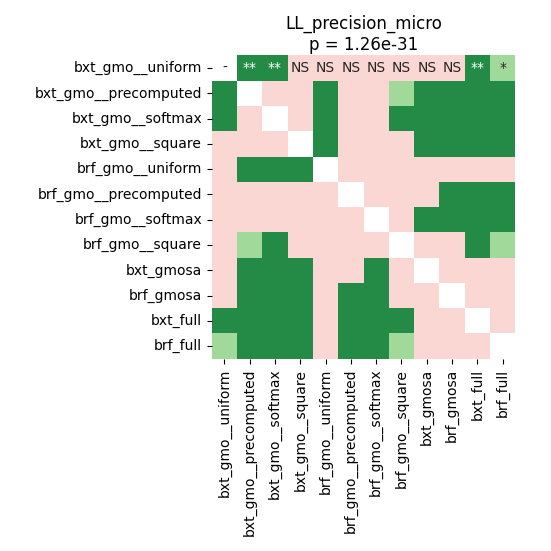 LL_precision_micro
p = 1.26e-31
bxt_gmo__uniform - ** ** NS NS NS NS NS NS NS ** *
bxt_gmo__precomputed
bxt_gmo__softmax
bxt_gmo__square
brf_gmo__uniform
brf_gmo__precomputed
brf_gmo__softmax
brf_gmo__square
bxt_gmosa
brf_gmosa
bxt_full
brf_full
bxt_gmo__uniform
bxt_gmo__precomputed
bxt_gmo__softmax
bxt_gmo__square
brf_gmo__uniform
brf_gmo__precomputed
brf_gmo__softmax
brf_gmo__square
bxt_gmosa
brf_gmosa
bxt_full
brf_full